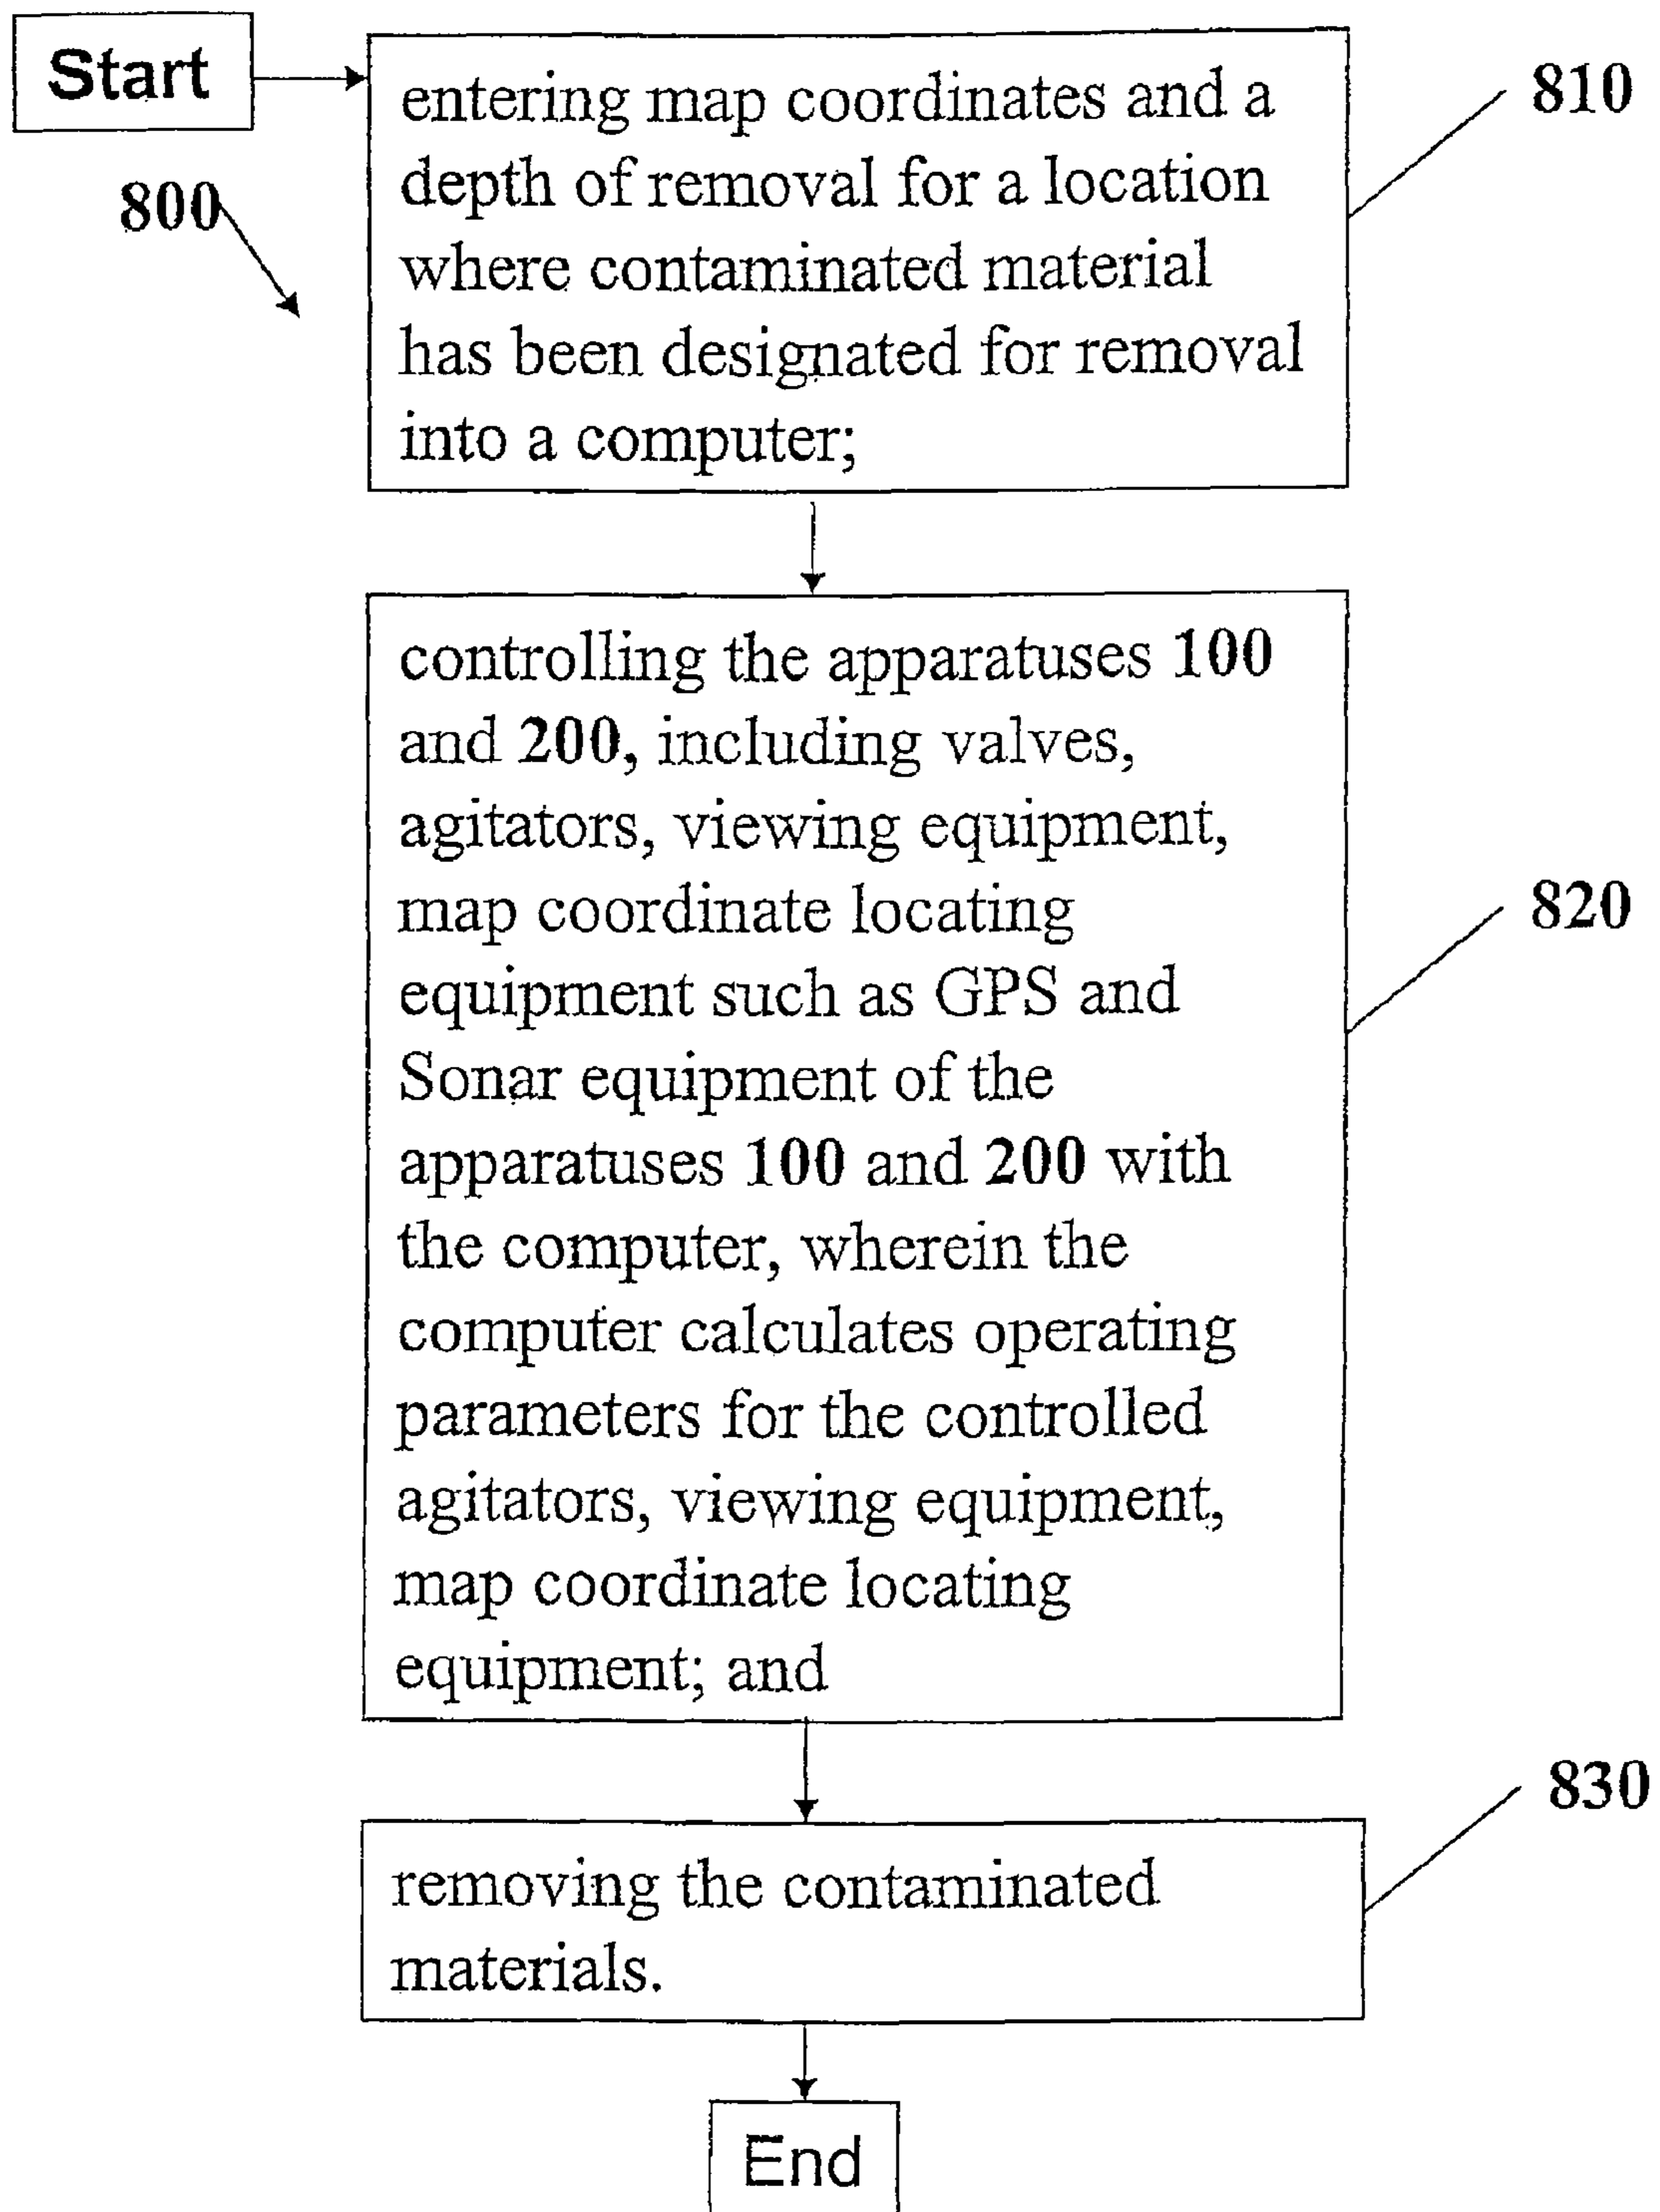 Start
800
entering map coordinates and a
depth of removal for a location
where contaminated material
has been designated for removal
into a computer;
810
controlling the apparatuses 100
and 200, including valves,
agitators, viewing equipment,
map coordinate locating
equipment such as GPS and
Sonar equipment of the
apparatuses 100 and 200 with
the computer, wherein the
computer calculates operating
parameters for the controlled
agitators, viewing equipment,
map coordinate locating
equipment; and
820
removing the contaminated
materials.
830
End